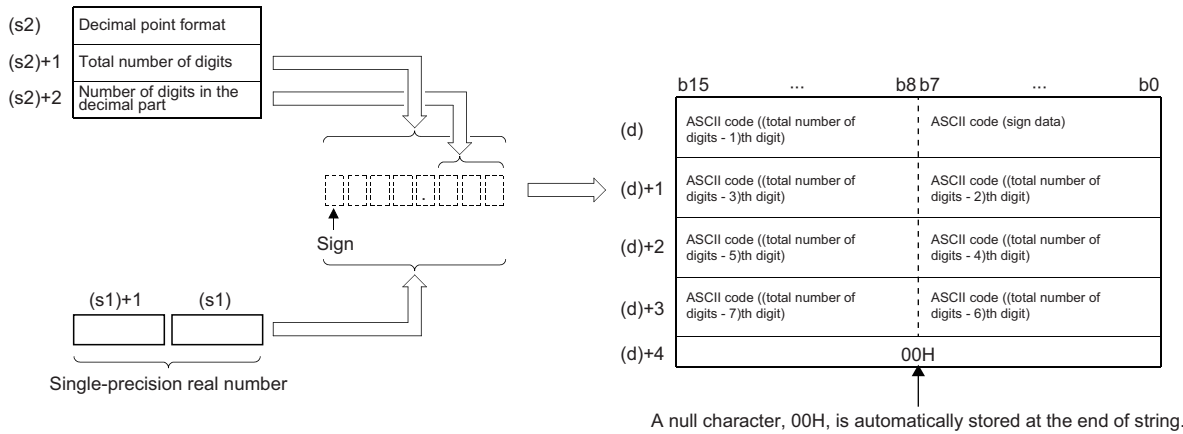 (s2)
Decimal point format
(s2)+1
Total number of digits
(s2)+2
Number of digits in the
decimal part
.
Sign
(s1)+1
(s1)
Single-precision real number
b15
...
b8
b7
...
b0
(d)
ASCII code ((total number of
digits - 1)th digit)
ASCII code (sign data)
(d)+1
ASCII code ((total number of
digits - 3)th digit)
ASCII code ((total number of
digits - 2)th digit)
(d)+2
ASCII code ((total number of
digits - 5)th digit)
ASCII code ((total number of
digits - 4)th digit)
(d)+3
ASCII code ((total number of
digits - 7)th digit)
ASCII code ((total number of
digits - 6)th digit)
(d)+4
00H
A null character, 00H, is automatically stored at the end of string.